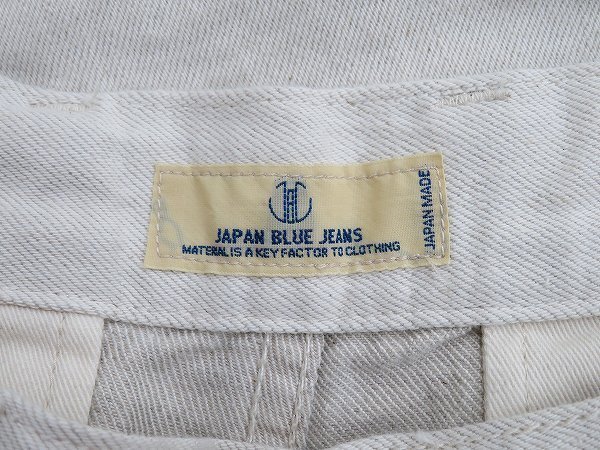 JAPAN BLUE JEANS
MATERIAL IS A KEY FACTOR TO CLOTHING
JAPAN MADE